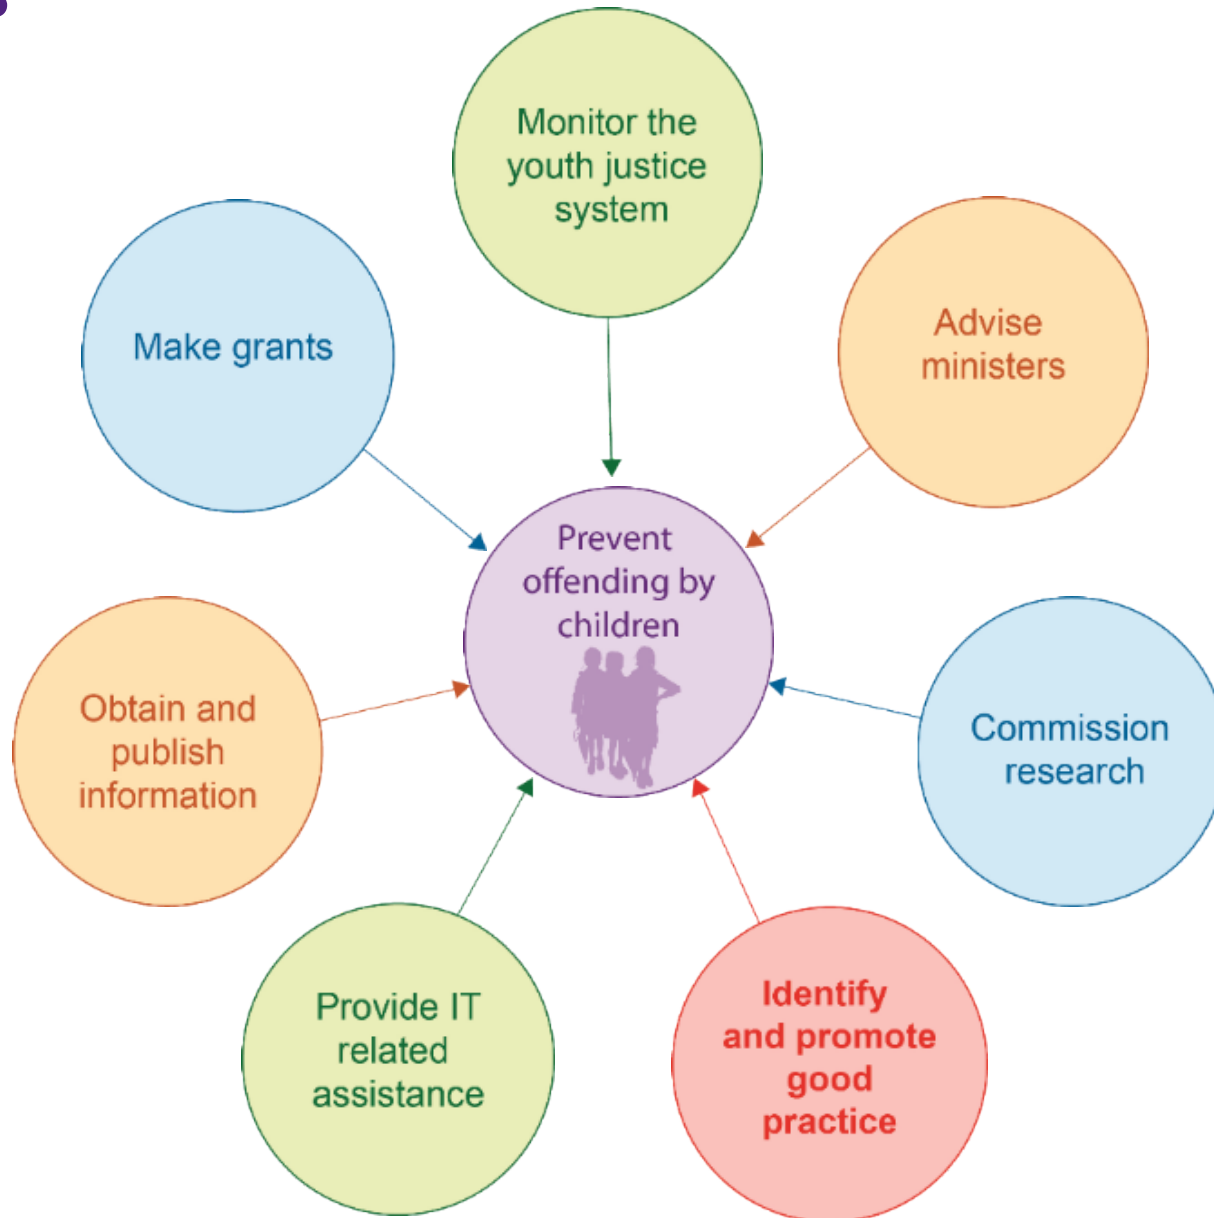 Monitor the
youth justice
system
Advise
ministers
Make grants
Prevent
offending by
children
Obtain and
publish
information
Commission
research
Provide IT
related
assistance
Identify
and promote
good
practice